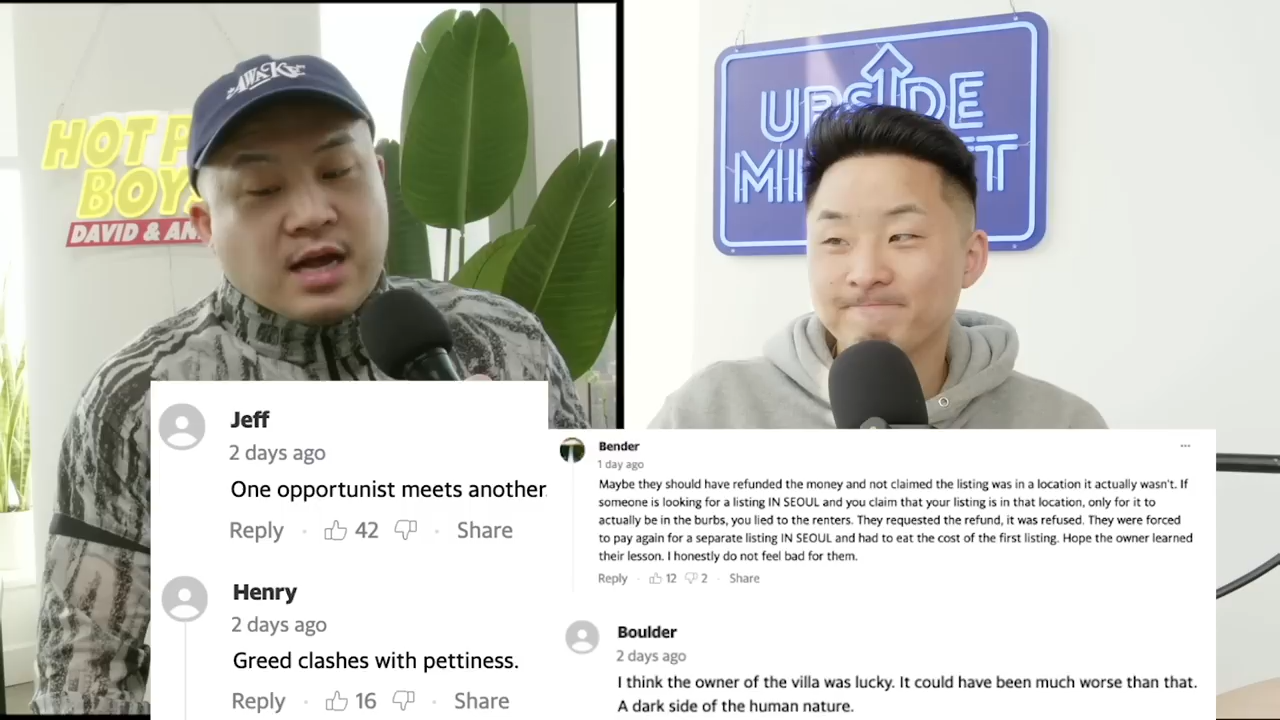 AWAKE
HOT P
BOYS
DAVID & AN
UPSIDE
MI T
Jeff
2 days ago
One opportunist meets another.
Reply · 42 · Share
Henry
2 days ago
Greed clashes with pettiness.
Reply · 16 · Share
Bender
1 day ago
Maybe they should have refunded the money and not claimed the listing was in a location it actually wasn't. If
someone is looking for a listing IN SEOUL and you claim that your listing is in that location, only for it to
actually be in the burbs, you lied to the renters. They requested the refund, it was refused. They were forced
to pay again for a separate listing IN SEOUL and had to eat the cost of the first listing. Hope the owner learned
their lesson. I honestly do not feel bad for them.
Reply · 12 2 · Share
Boulder
2 days ago
I think the owner of the villa was lucky. It could have been much worse than that.
A dark side of the human nature.